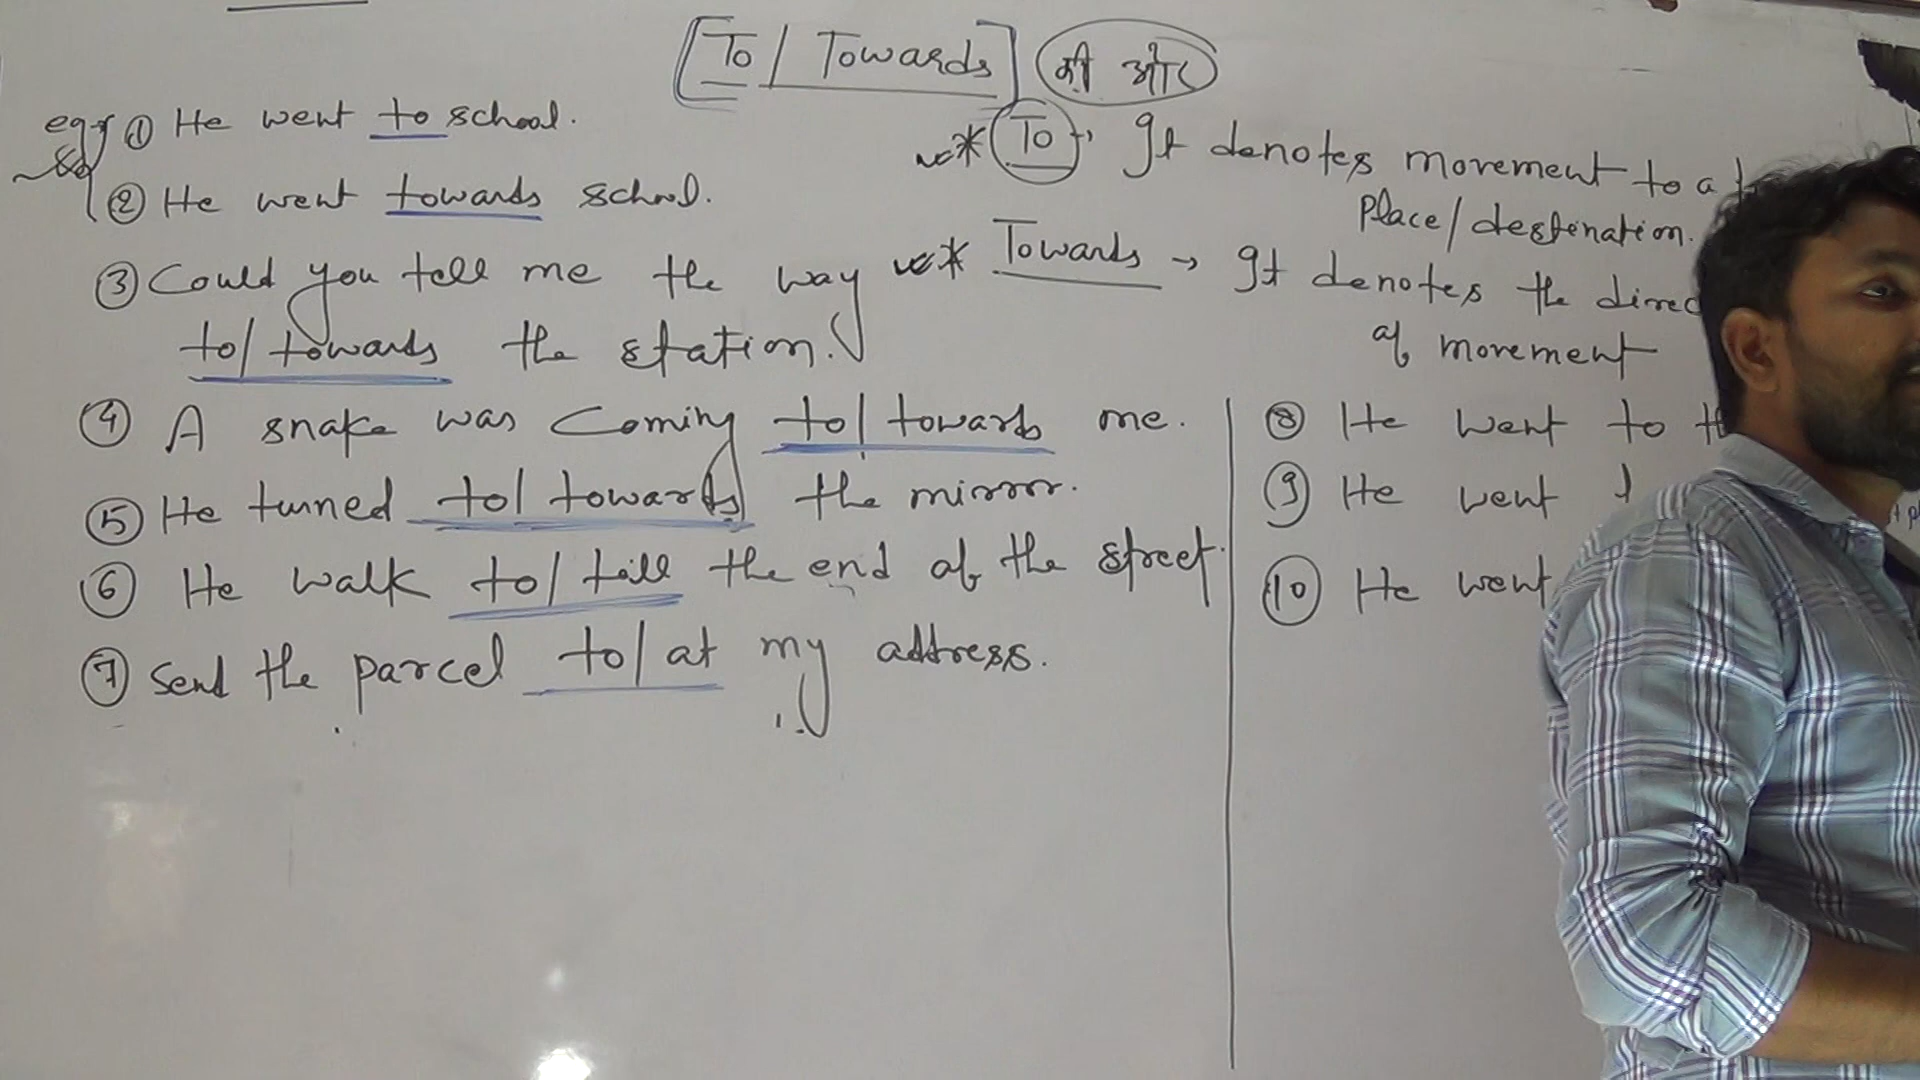 To / Towards की ओर
eg
① He went to school.
② He went towards school.
③ Could you tell me the way
to/towards the station.
④ A snake was coming to/towards me.
⑤ He turned to/towards the mirror.
⑥ He walk to/till the end of the street.
⑦ Send the parcel to/at my address.
* To → It denotes movement to a
place/destination.
* Towards → It denotes the direc
of movement
⑧ He went to
⑨ He went
⑩ He went